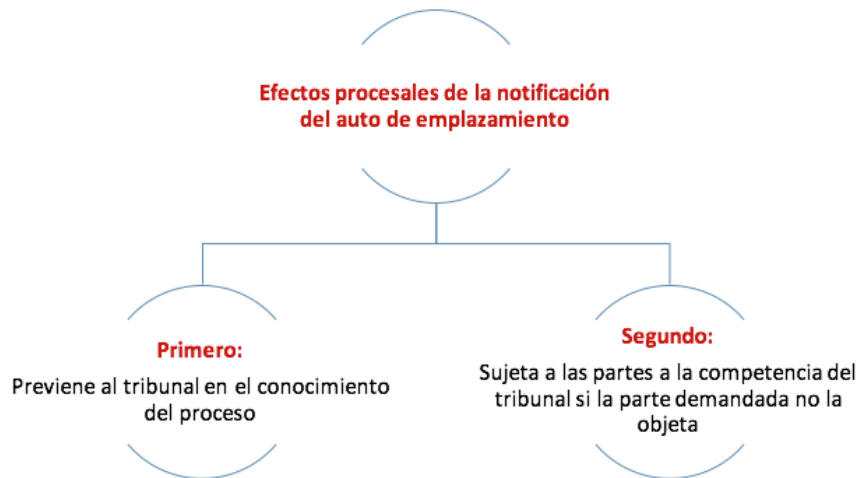 Efectos procesales de la notificación
del auto de emplazamiento
Primero:
Previene al tribunal en el conocimiento
del proceso
Segundo:
Sujeta a las partes a la competencia del
tribunal si la parte demandada no la
objeta